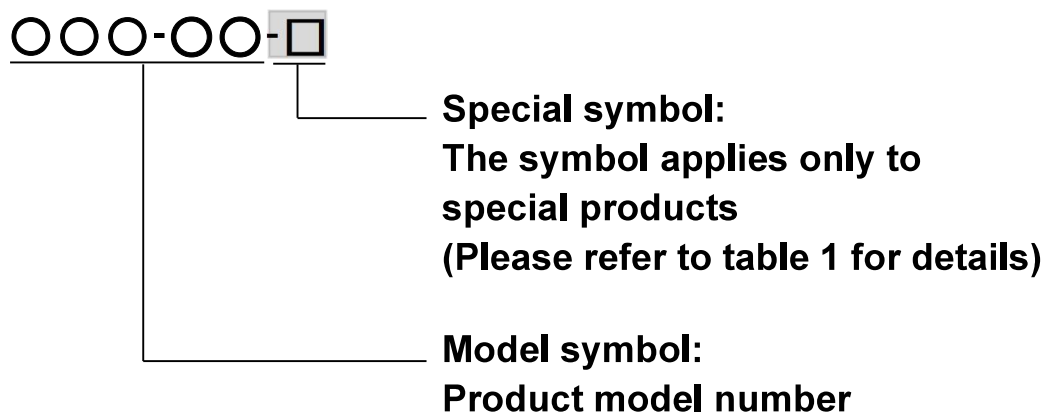 ○○○-○○-□
Special symbol:
The symbol applies only to
special products
(Please refer to table 1 for details)
Model symbol:
Product model number